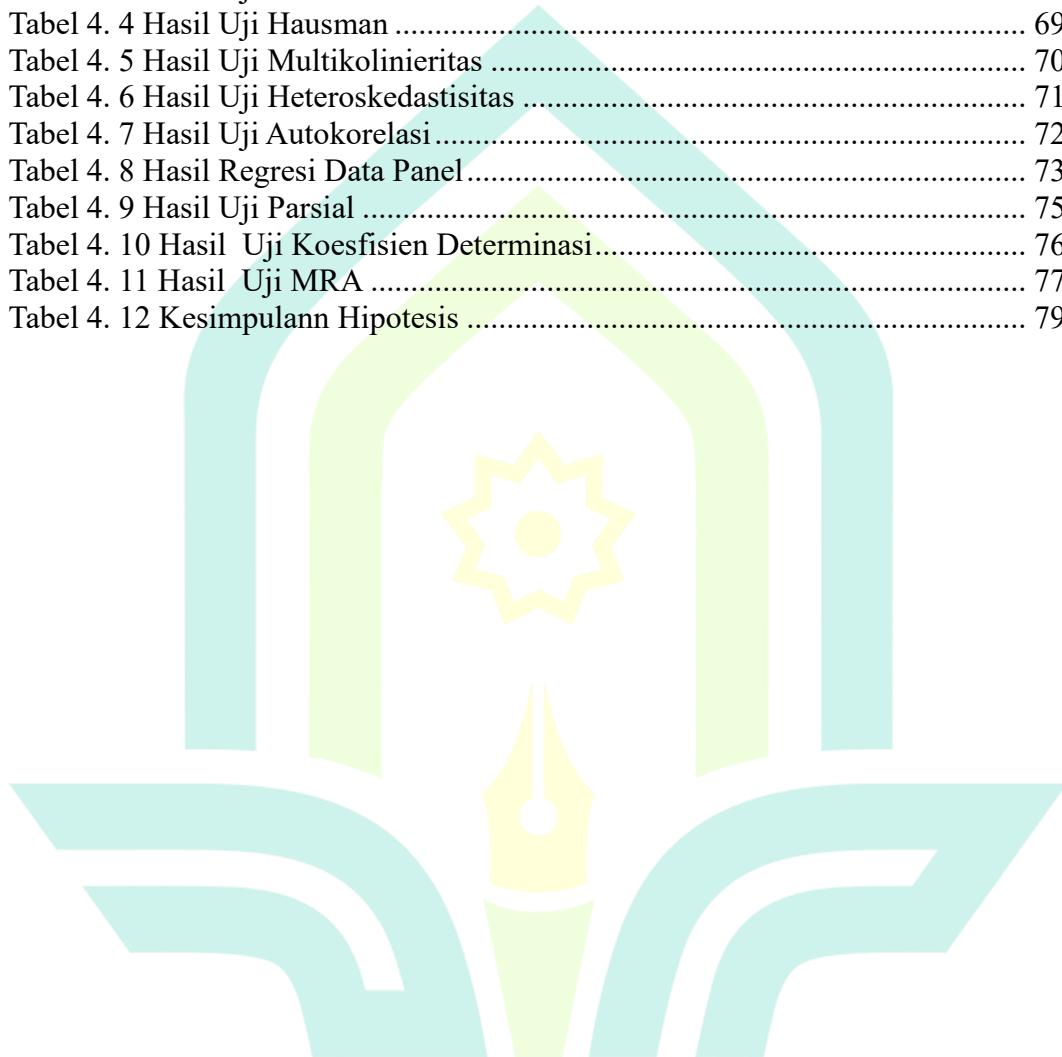 Tabel 4. 4 Hasil Uji Hausman ............................................................................... 69
Tabel 4. 5 Hasil Uji Multikolinieritas ................................................................... 70
Tabel 4. 6 Hasil Uji Heteroskedastisitas ............................................................... 71
Tabel 4. 7 Hasil Uji Autokorelasi.......................................................................... 72
Tabel 4. 8 Hasil Regresi Data Panel...................................................................... 73
Tabel 4. 9 Hasil Uji Parsial ................................................................................... 75
Tabel 4. 10 Hasil  Uji Koesfisien Determinasi...................................................... 76
Tabel 4. 11 Hasil  Uji MRA .................................................................................. 77
Tabel 4. 12 Kesimpulann Hipotesis ...................................................................... 79